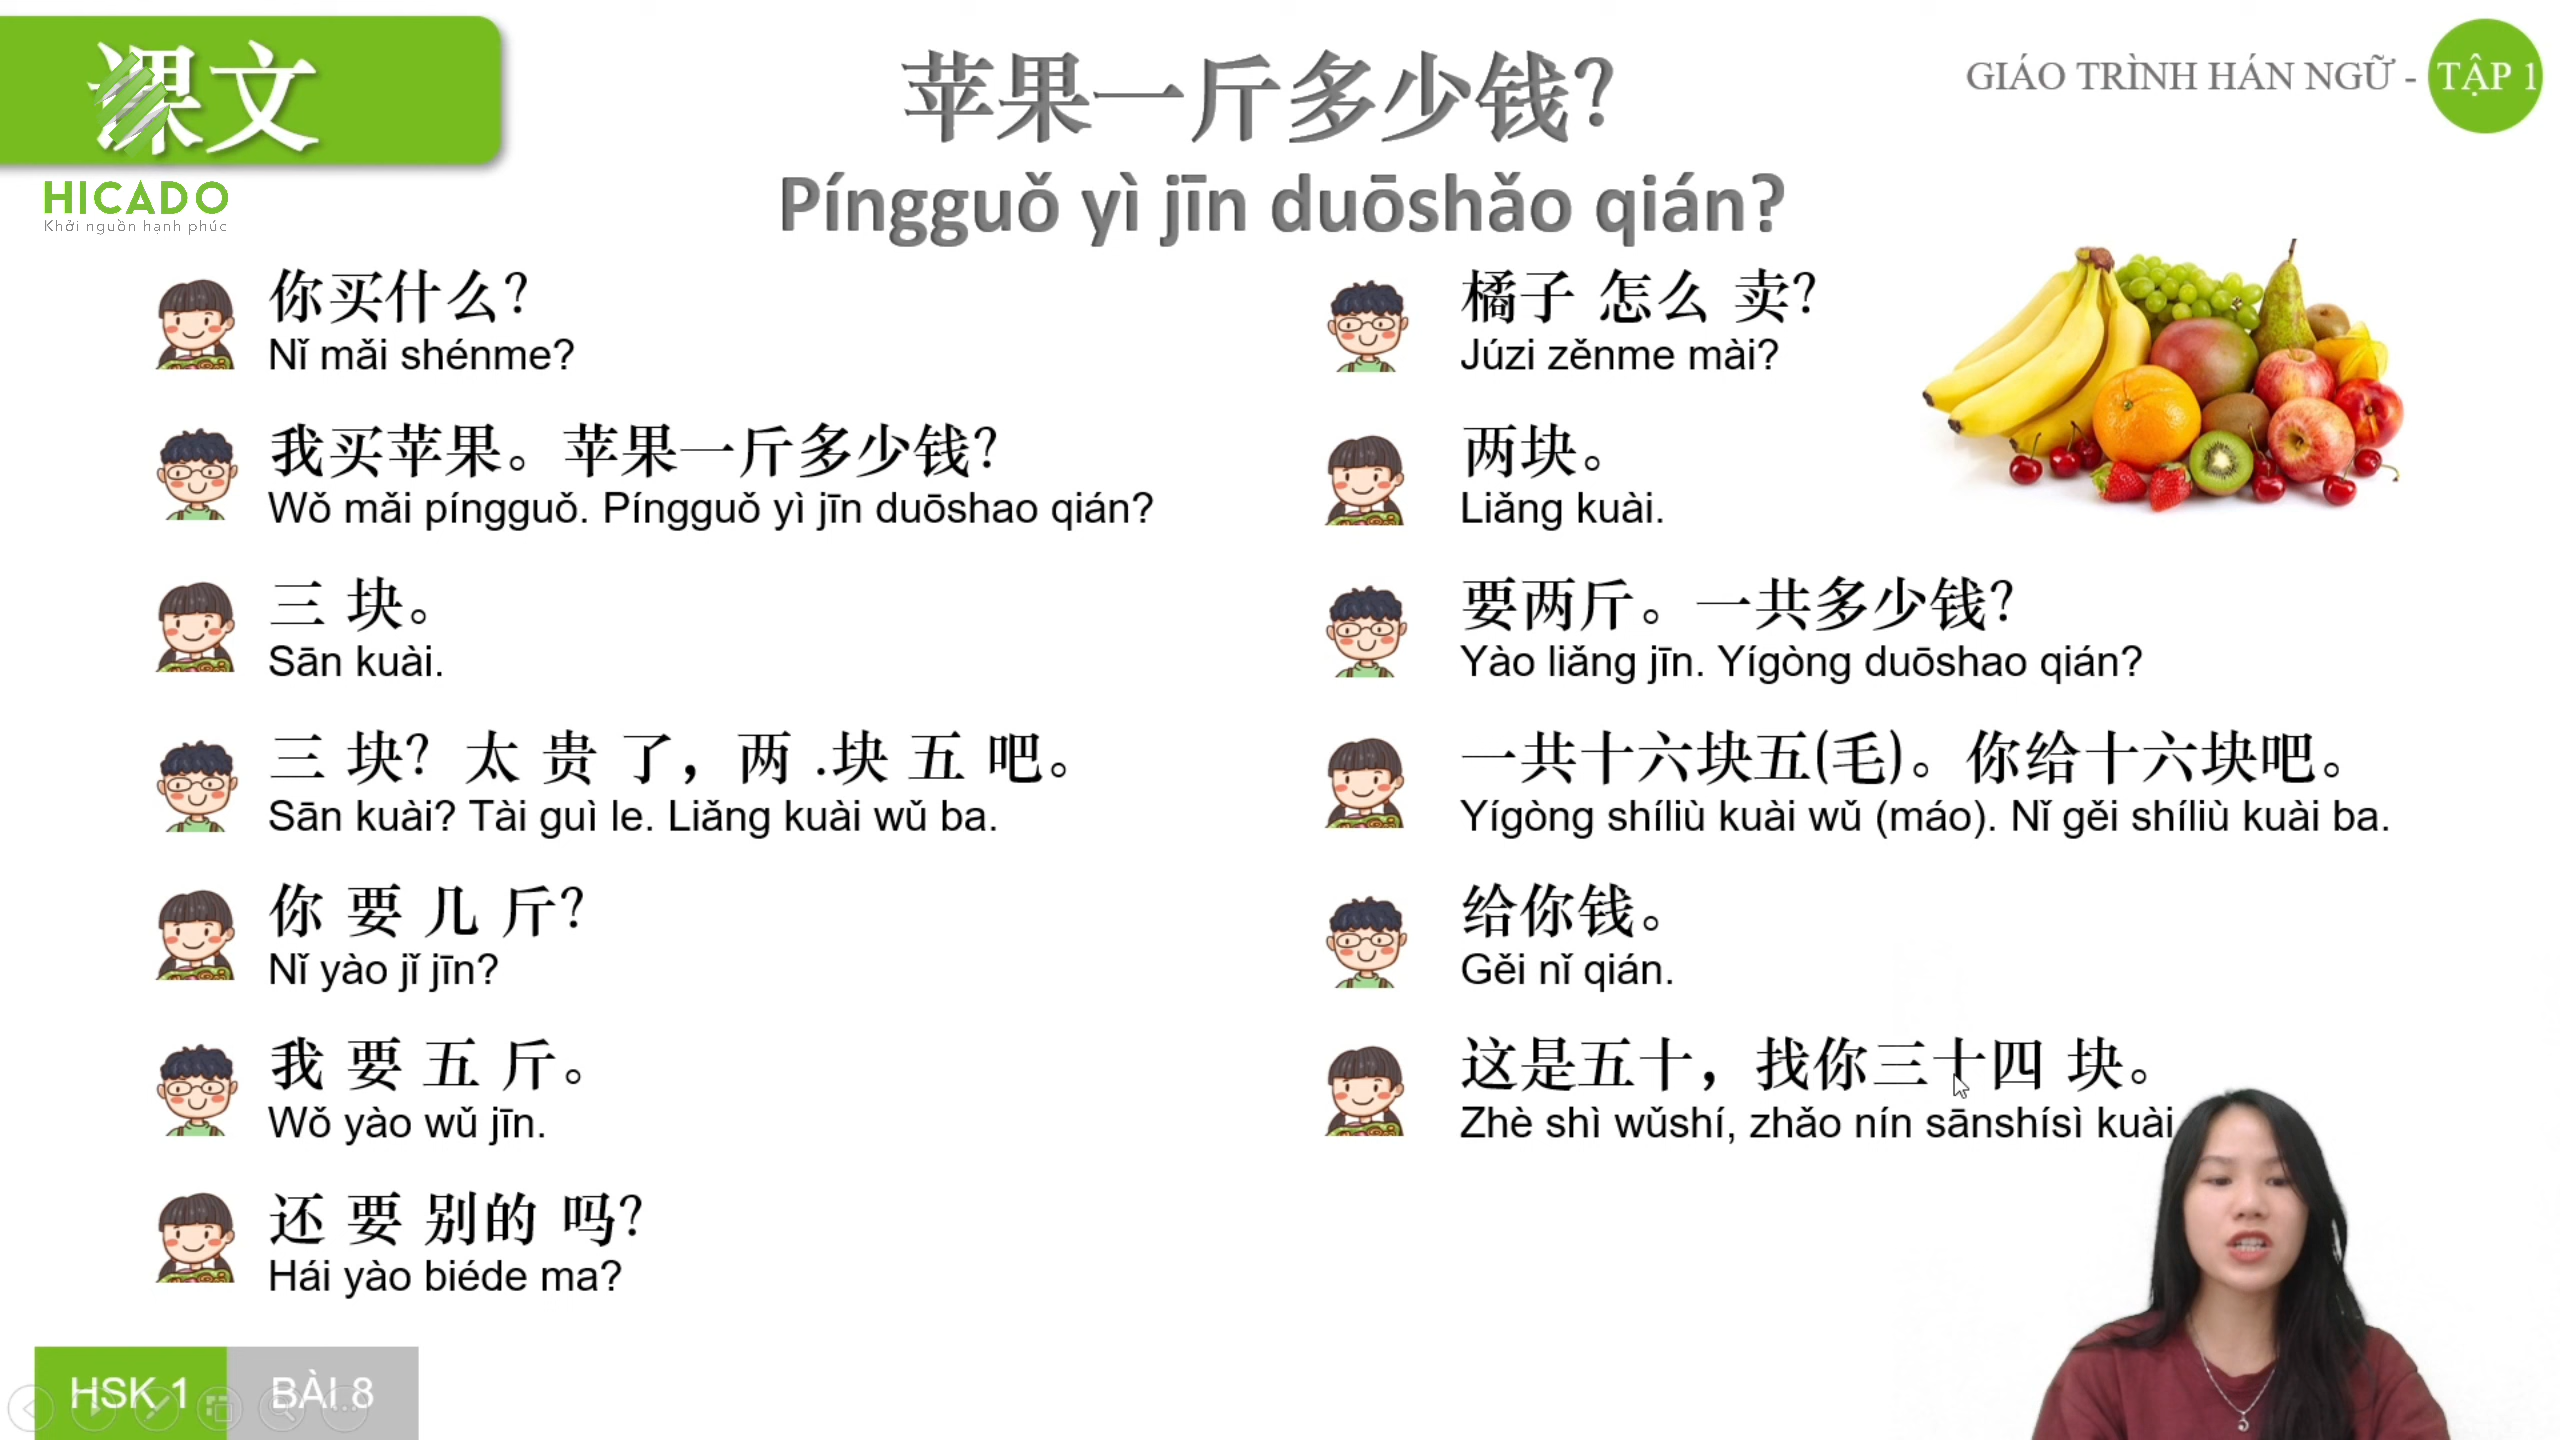 课文
苹果一斤多少钱?
GIÁO TRÌNH HÁN NGỮ - TẬP 1
HICADO
Khởi nguồn hạnh phúc
Píngguǒ yì jīn duōshǎo qián?
你买什么?
Nǐ mǎi shénme?
我买苹果。苹果一斤多少钱?
Wǒ mǎi píngguǒ. Píngguǒ yì jīn duōshao qián?
三 块。
Sān kuài.
三 块? 太 贵 了, 两 .块 五 吧。
Sān kuài? Tài guì le. Liǎng kuài wǔ ba.
你 要 几 斤?
Nǐ yào jǐ jīn?
我 要 五 斤。
Wǒ yào wǔ jīn.
还 要 别的 吗?
Hái yào biéde ma?
橘子 怎么 卖?
Júzi zěnme mài?
两块。
Liǎng kuài.
要两斤。一共多少钱?
Yào liǎng jīn. Yígòng duōshao qián?
一共十六块五(毛)。你给十六块吧。
Yígòng shíliù kuài wǔ (máo). Nǐ gěi shíliù kuài ba.
给你钱。
Gěi nǐ qián.
这是五十, 找你三十四 块。
Zhè shì wǔshí, zhǎo nín sānshísì kuài
HSK 1 BÀI 8